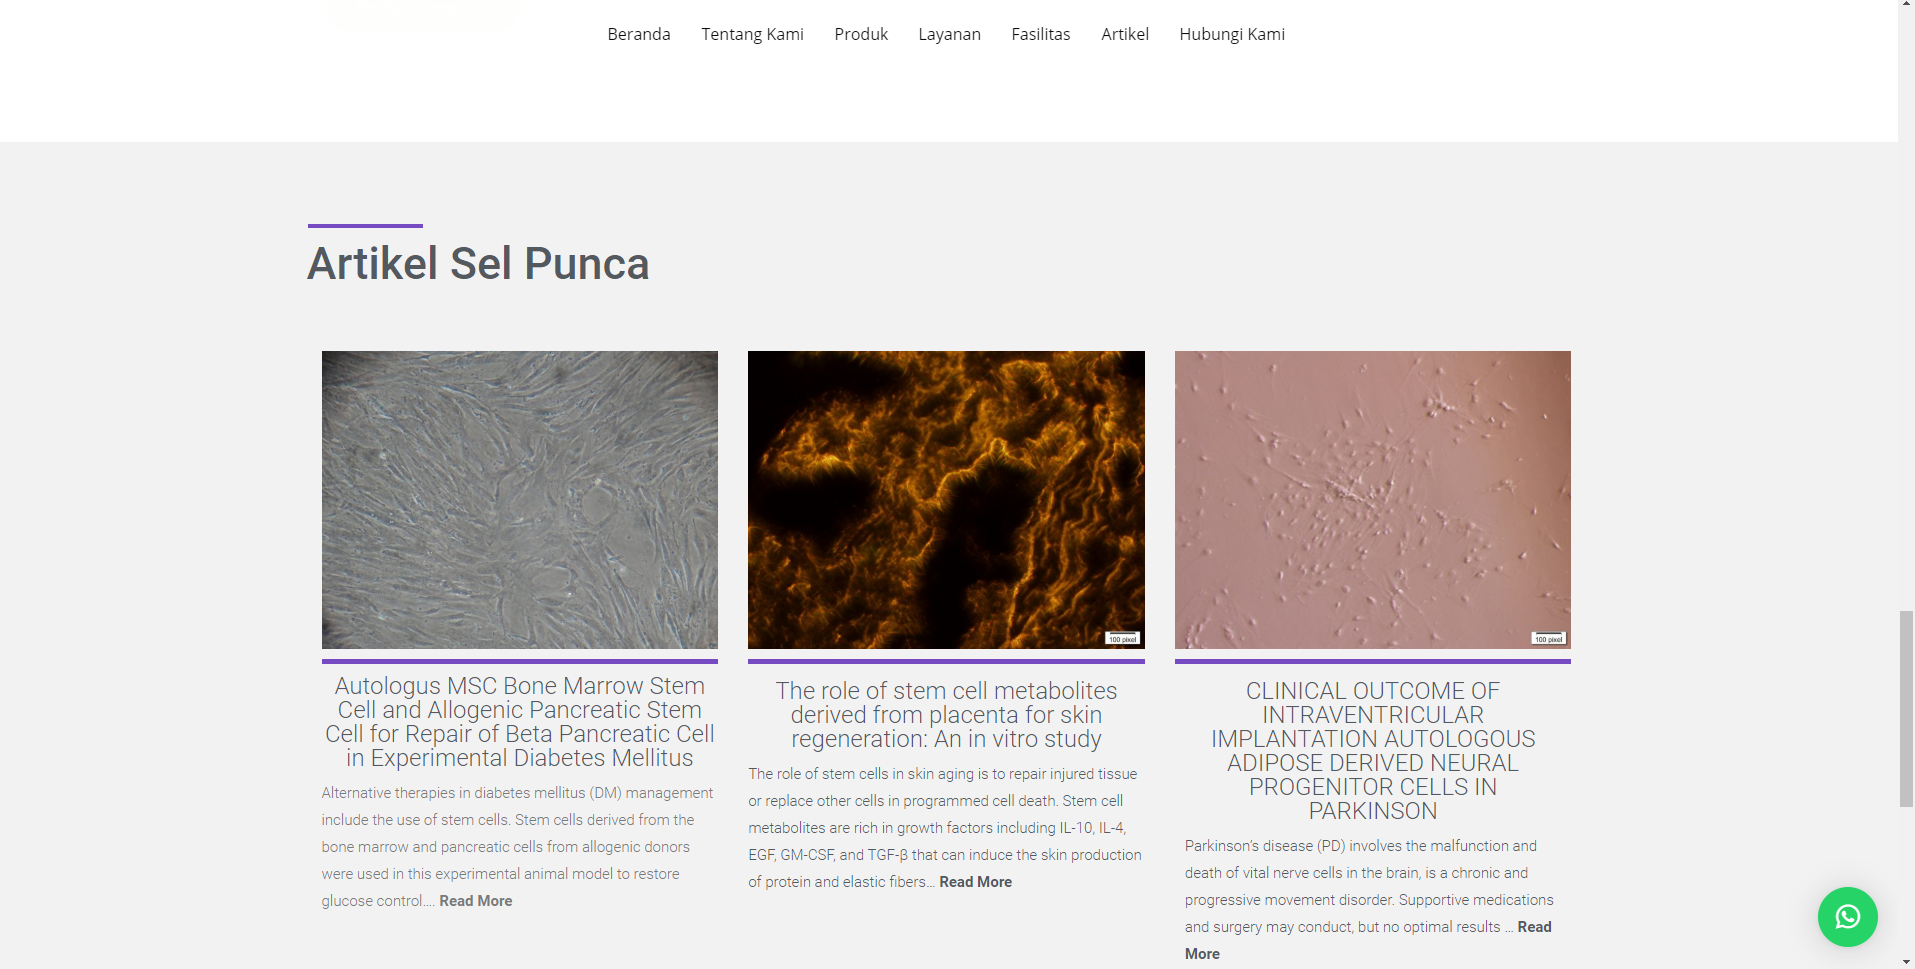 Beranda Tentang Kami Produk Layanan Fasilitas Artikel Hubungi Kami
Artikel Sel Punca
100 pixel
100 pixel
Autologus MSC Bone Marrow Stem
Cell and Allogenic Pancreatic Stem
Cell for Repair of Beta Pancreatic Cell
in Experimental Diabetes Mellitus
Alternative therapies in diabetes mellitus (DM) management
include the use of stem cells. Stem cells derived from the
bone marrow and pancreatic cells from allogenic donors
were used in this experimental animal model to restore
glucose control.... Read More
The role of stem cell metabolites
derived from placenta for skin
regeneration: An in vitro study
The role of stem cells in skin aging is to repair injured tissue
or replace other cells in programmed cell death. Stem cell
metabolites are rich in growth factors including IL-10, IL-4,
EGF, GM-CSF, and TGF-β that can induce the skin production
of protein and elastic fibers... Read More
CLINICAL OUTCOME OF
INTRAVENTRICULAR
IMPLANTATION AUTOLOGOUS
ADIPOSE DERIVED NEURAL
PROGENITOR CELLS IN
PARKINSON
Parkinson's disease (PD) involves the malfunction and
death of vital nerve cells in the brain, is a chronic and
progressive movement disorder. Supportive medications
and surgery may conduct, but no optimal results ... Read
More